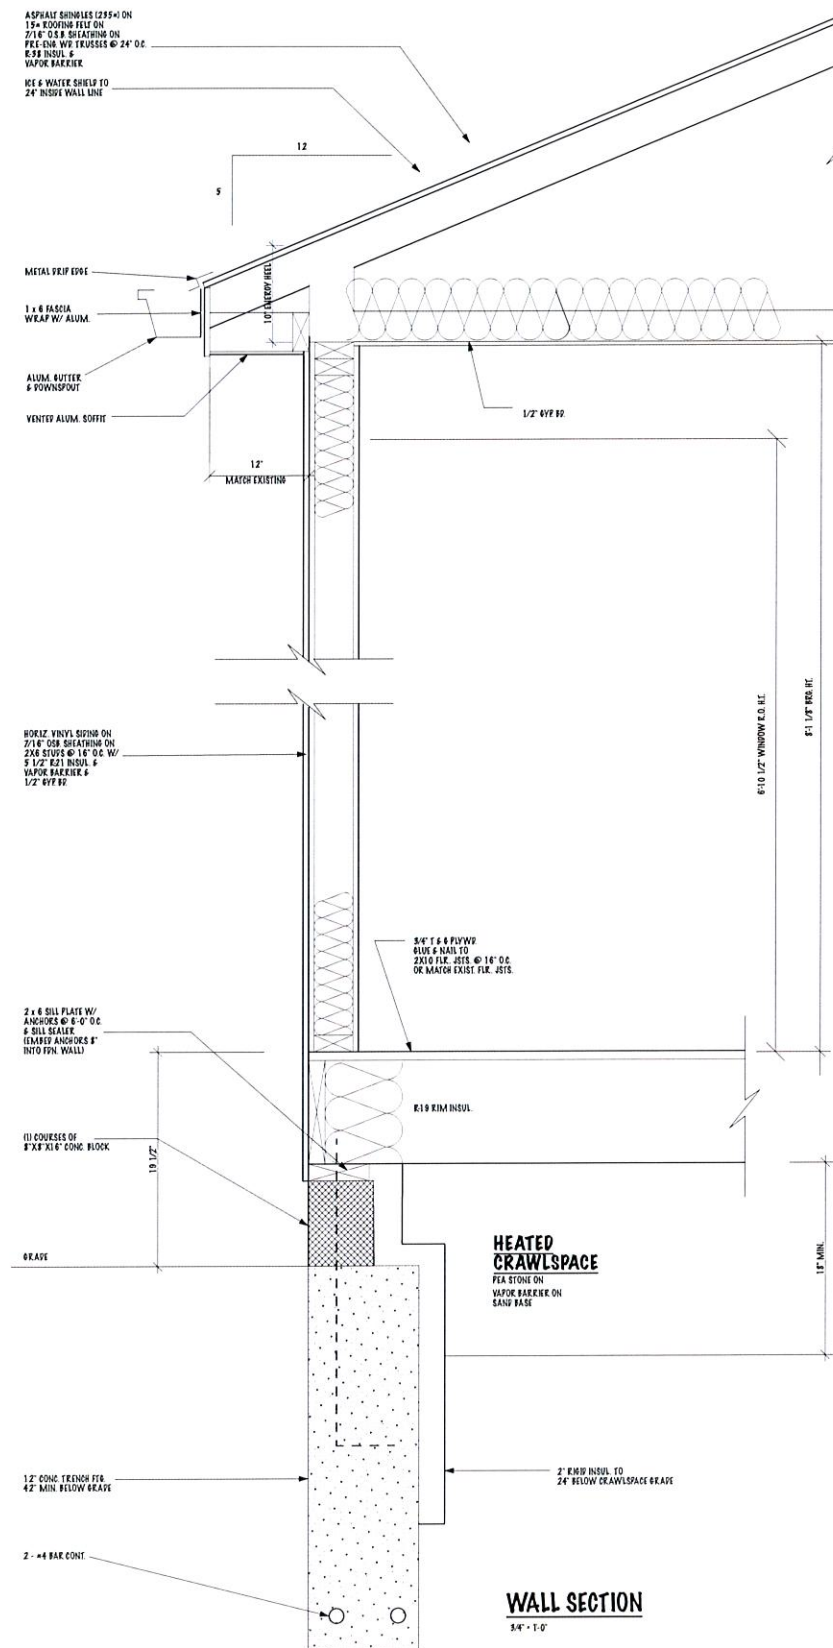 ASPHALT SHINGLES (235#) ON
15# ROOFING FELT ON
7/16" O.S.B. SHEATHING ON
PRE-ENG. WD. TRUSSES @ 24" O.C.
R-38 INSUL. &
VAPOR BARRIER
ICE & WATER SHIELD TO
24" INSIDE WALL LINE
12
5
METAL DRIP EDGE
10" ENERGY HEEL
1 x 6 FASCIA
WRAP W/ ALUM.
ALUM. GUTTER
& DOWNSPOUT
VENTED ALUM. SOFFIT
1/2" GYP. BD.
12"
MATCH EXISTING
HORIZ. VINYL SIDING ON
7/16" OSB SHEATHING ON
2X6 STUDS @ 16" O.C. W/
5 1/2" R21 INSUL. &
VAPOR BARRIER &
1/2" GYP. BD.
6'-10 1/2" WINDOW R.O. HT.
8'-1 1/8" BRG. HT.
3/4" T & G PLYWD.
GLUE & NAIL TO
2X10 FLR. JSTS. @ 16" O.C.
OR MATCH EXIST. FLR. JSTS.
2 x 6 SILL PLATE W/
ANCHORS @ 6'-0" O.C.
& SILL SEALER
(EMBED ANCHORS 8"
INTO FDN. WALL)
R-19 RIM INSUL.
(1) COURSES OF
8"X8"X16" CONC. BLOCK
19 1/2"
GRADE
HEATED
CRAWLSPACE
PEA STONE ON
VAPOR BARRIER ON
SAND BASE
18" MIN.
12" CONC. TRENCH FTG.
42" MIN. BELOW GRADE
2" RIGID INSUL. TO
24" BELOW CRAWLSPACE GRADE
2 - #4 BAR CONT.
WALL SECTION
3/4" = 1'-0"